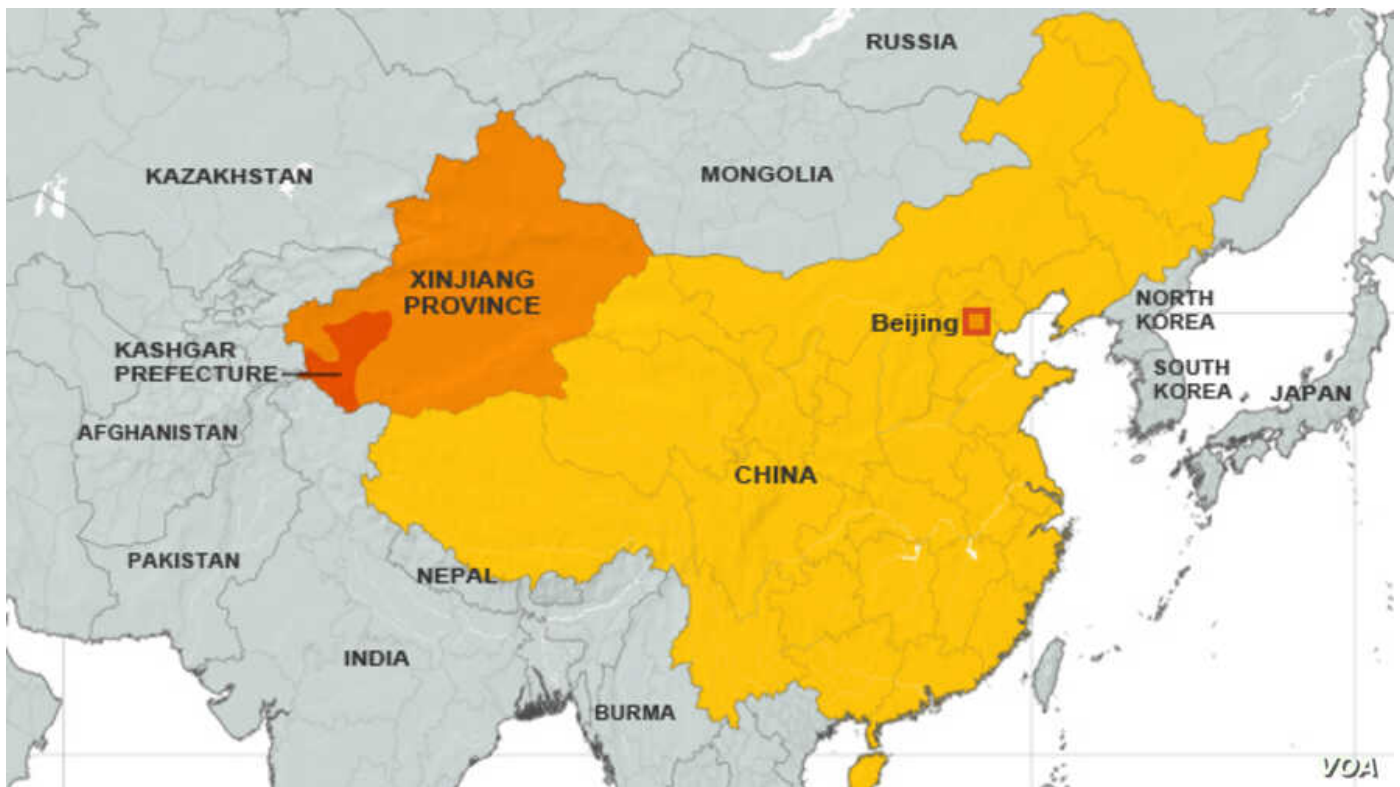 RUSSIA
KAZAKHSTAN
MONGOLIA
XINJIANG
PROVINCE
NORTH
KOREA
Beijing
KASHGAR
PREFECTURE
SOUTH
KOREA
JAPAN
AFGHANISTAN
CHINA
PAKISTAN
NEPAL
INDIA
BURMA
VOA